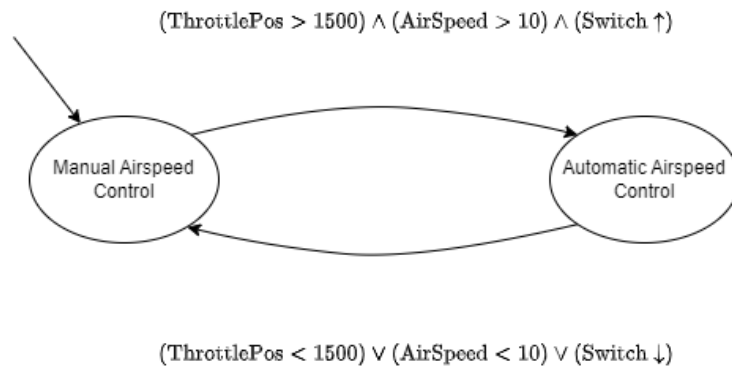 (ThrottlePos > 1500) ∧ (AirSpeed > 10) ∧ (Switch ↑)
Manual Airspeed
Control
Automatic Airspeed
Control
(ThrottlePos < 1500) ∨ (AirSpeed < 10) ∨ (Switch ↓)